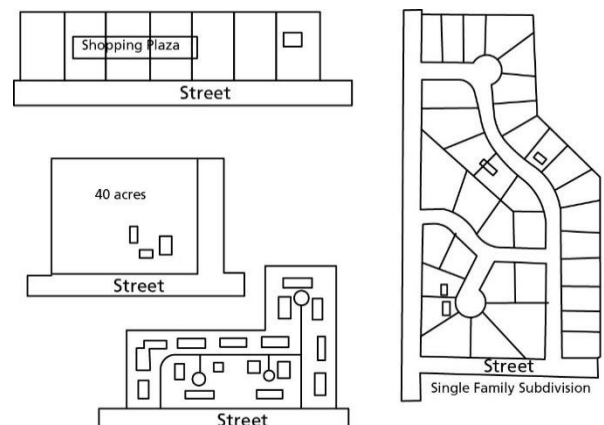 Shopping Plaza
Street
40 acres
Street
Street
Street
Single Family Subdivision